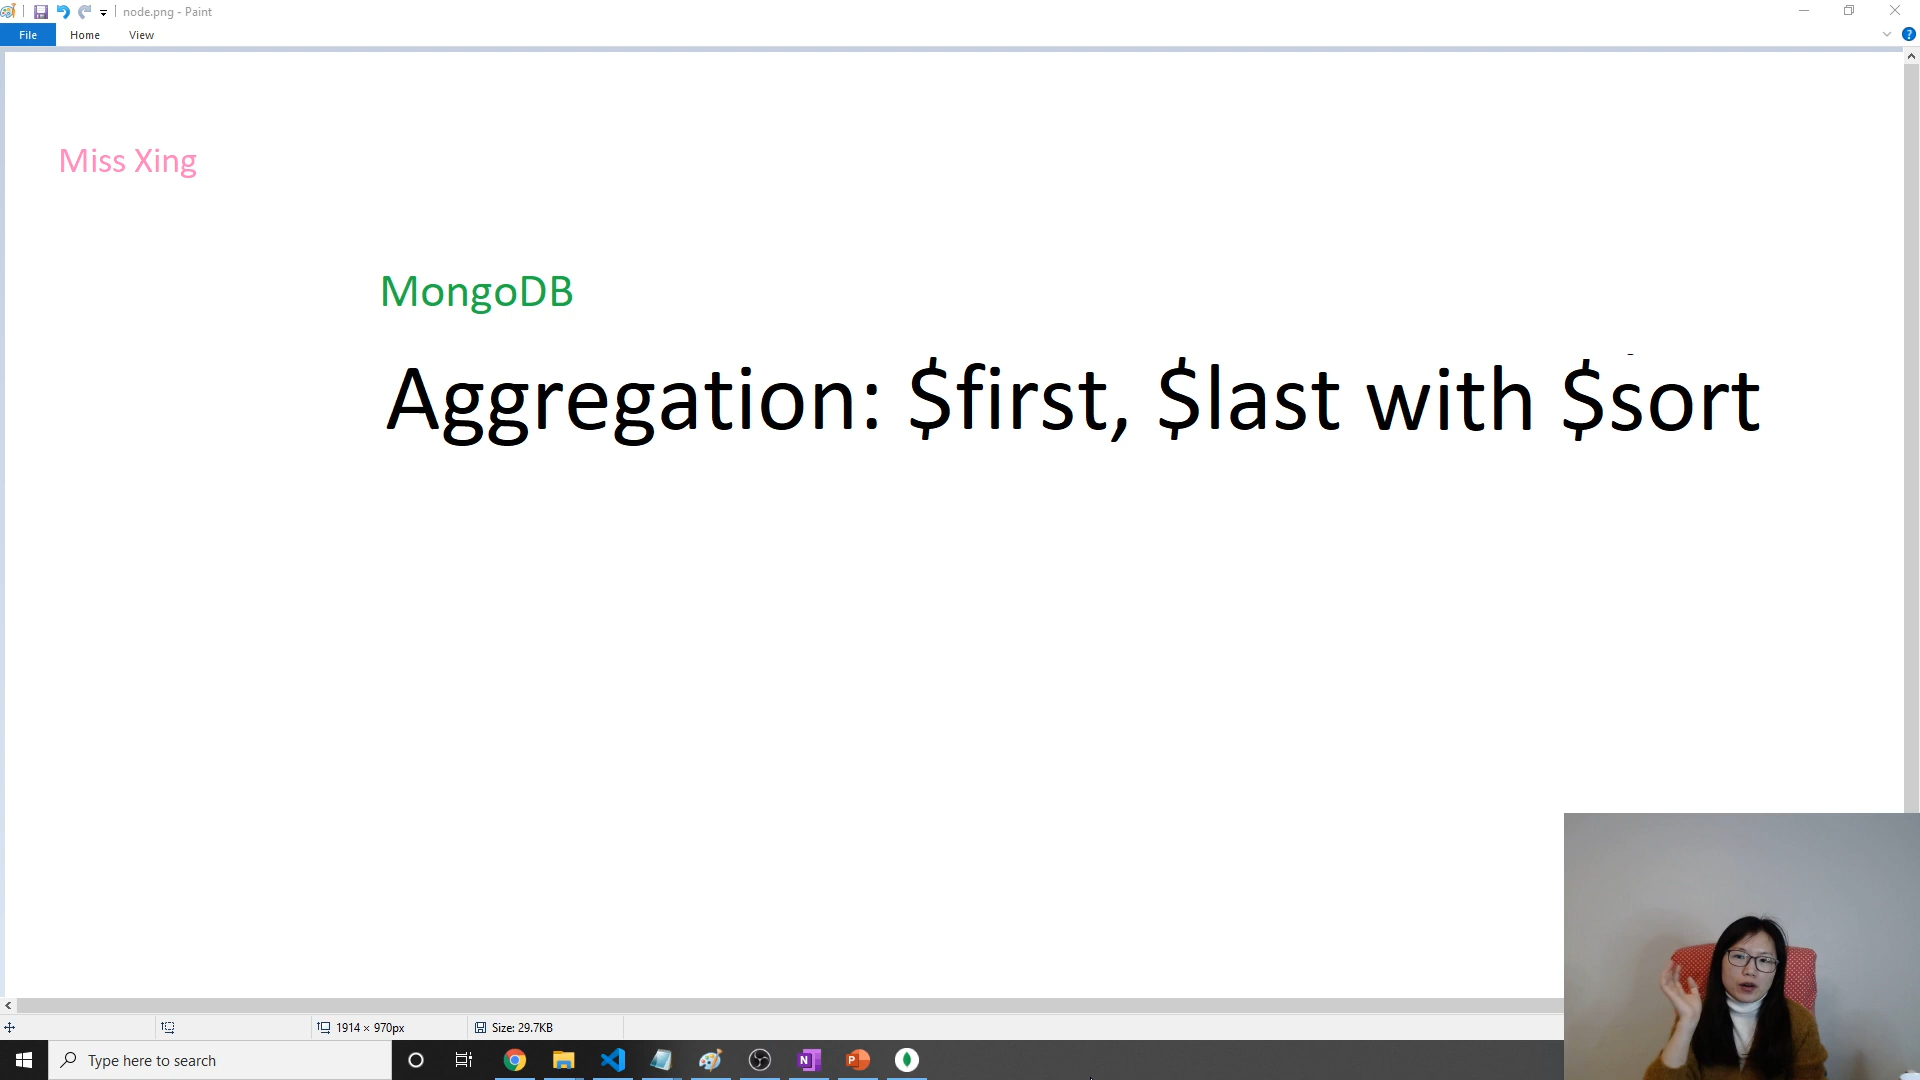 node.png - Paint
File Home View
Miss Xing
MongoDB
Aggregation: $first, $last with $sort
1914 × 970px
Size: 29.7KB
Type here to search